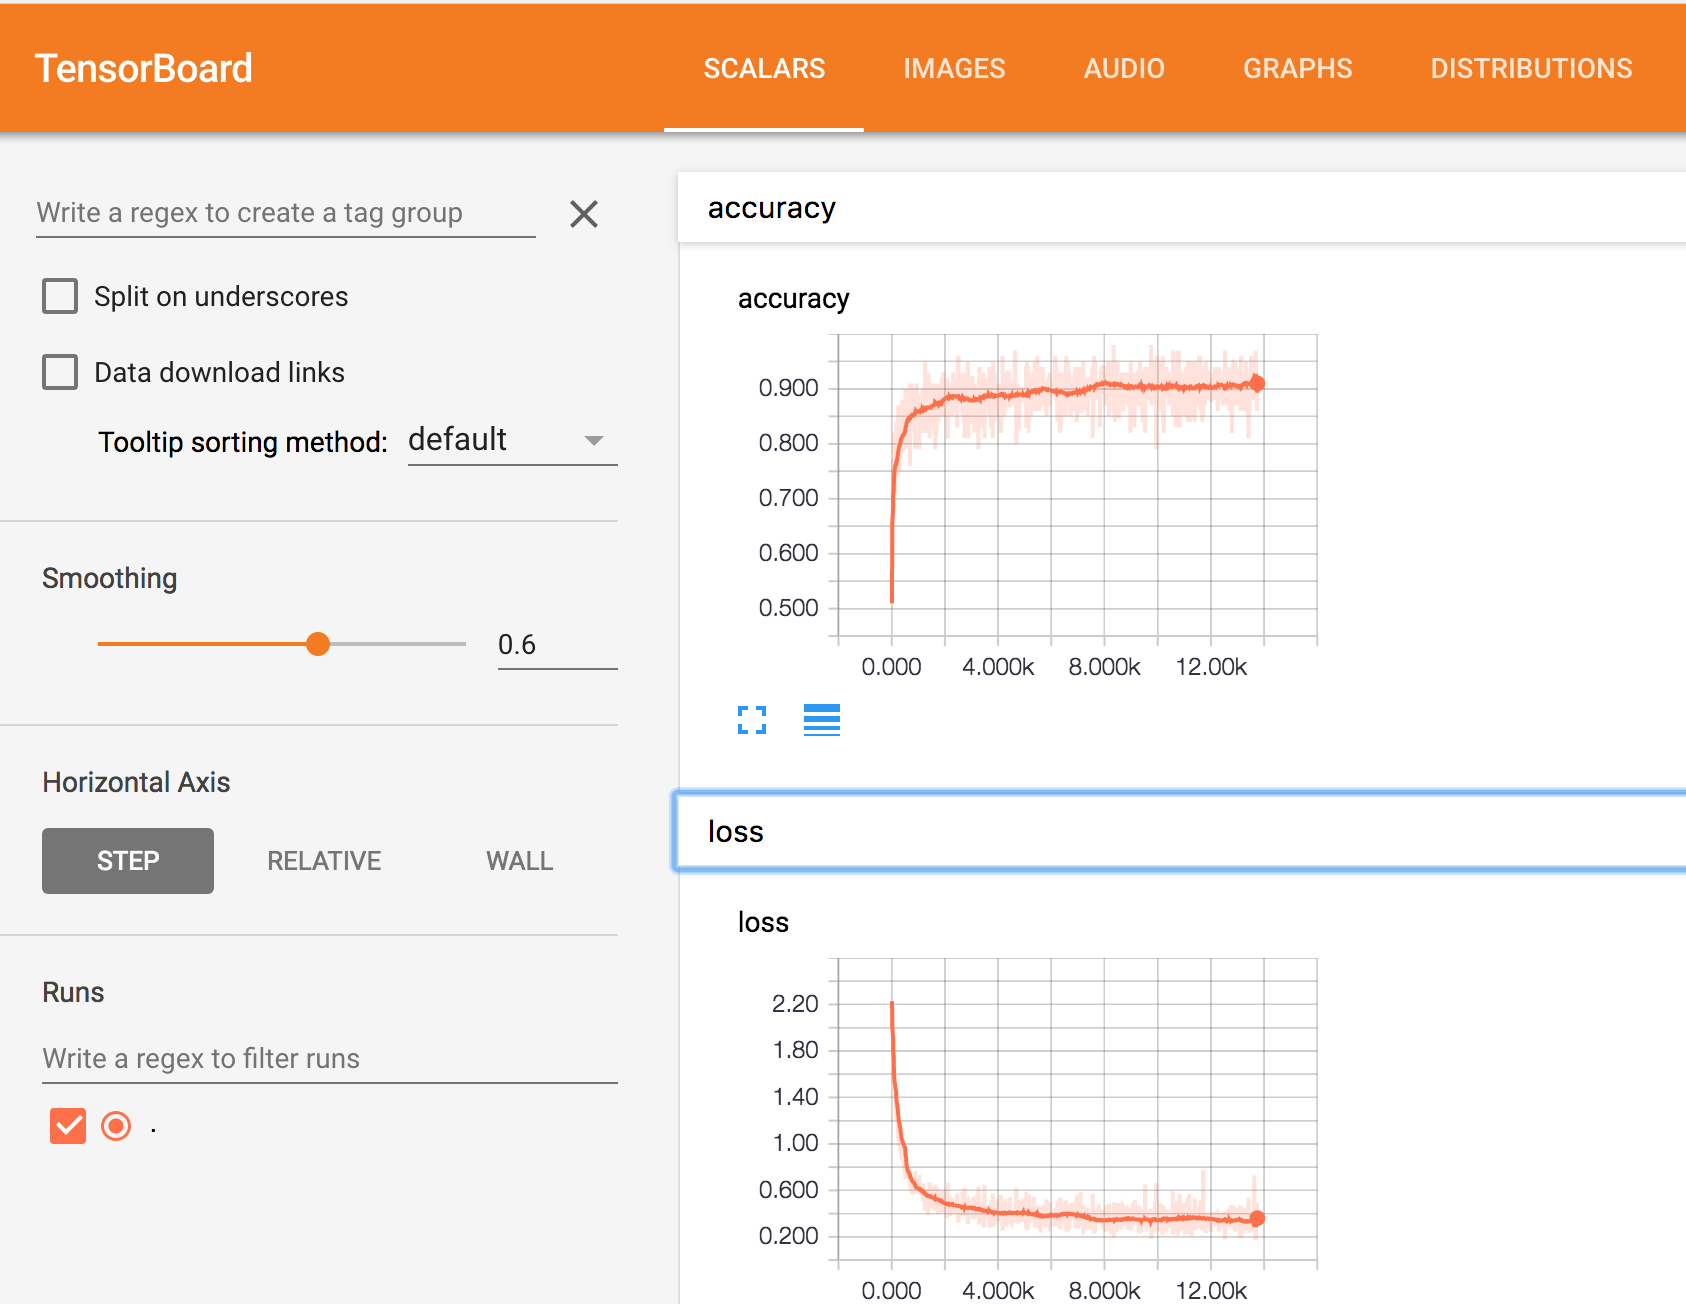 TensorBoard
SCALARS IMAGES AUDIO GRAPHS DISTRIBUTIONS
Write a regex to create a tag group
Split on underscores
Data download links
Tooltip sorting method: default
Smoothing
0.6
Horizontal Axis
STEP RELATIVE WALL
Runs
Write a regex to filter runs
.
accuracy
accuracy
0.900
0.800
0.700
0.600
0.500
0.000 4.000k 8.000k 12.00k
loss
loss
2.20
1.80
1.40
1.00
0.600
0.200
0.000 4.000k 8.000k 12.00k